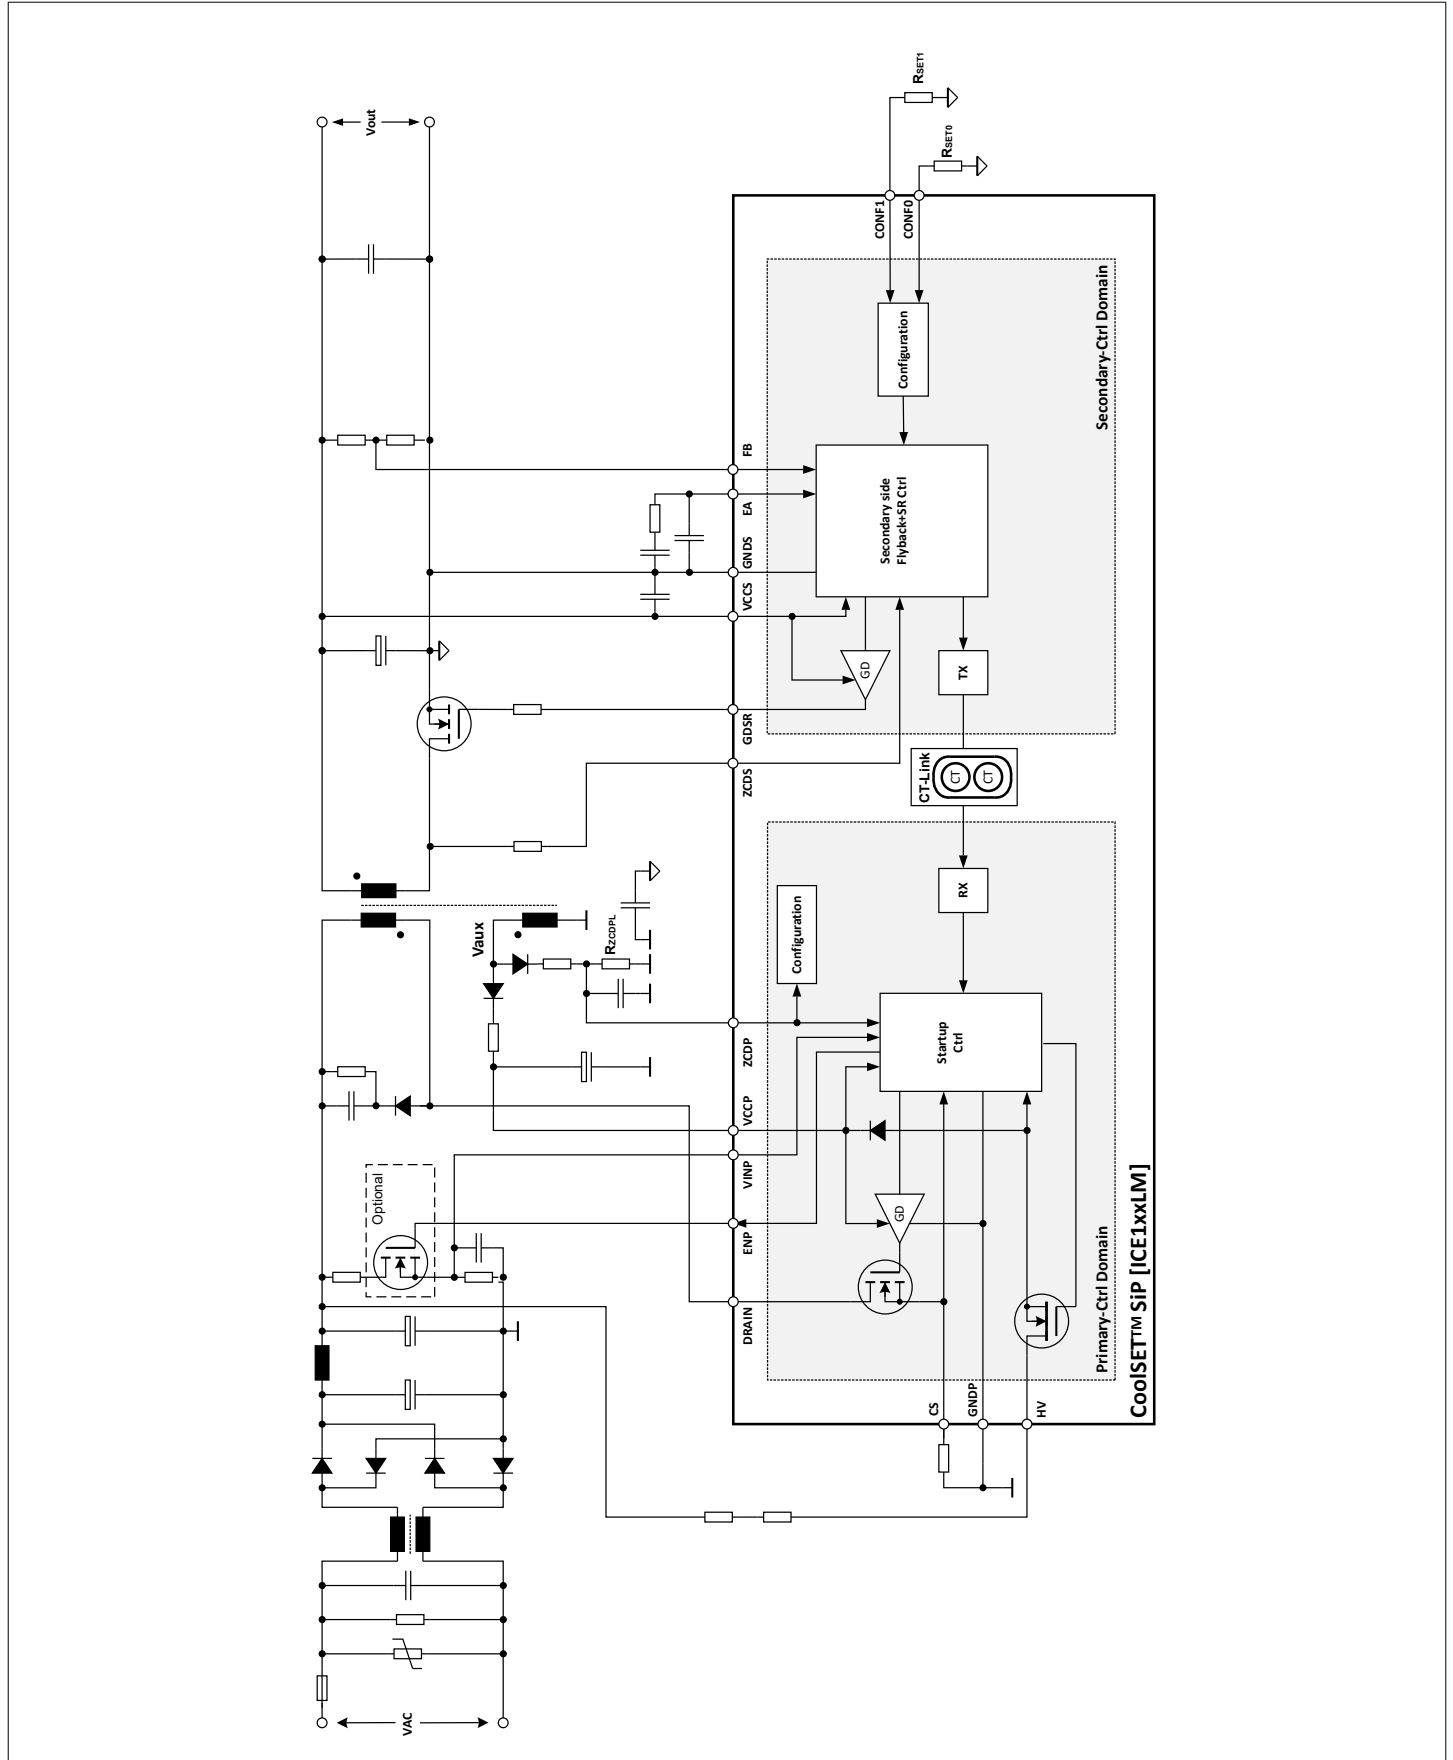 VAC
Optional
Vaux
RZCDPL
Vout
DRAIN
ENP
VINP
VCCP
ZCDP
ZCDS
GDSR
VCCS
GNDS
EA
FB
CS
GNDP
HV
GD
Startup
Ctrl
Configuration
RX
Primary-Ctrl Domain
CT-Link
CT
CT
TX
GD
Secondary side
Flyback+SR Ctrl
Configuration
Secondary-Ctrl Domain
CONF1
CONF0
RSET1
RSET0
CoolSET™ SiP [ICE1xxLM]